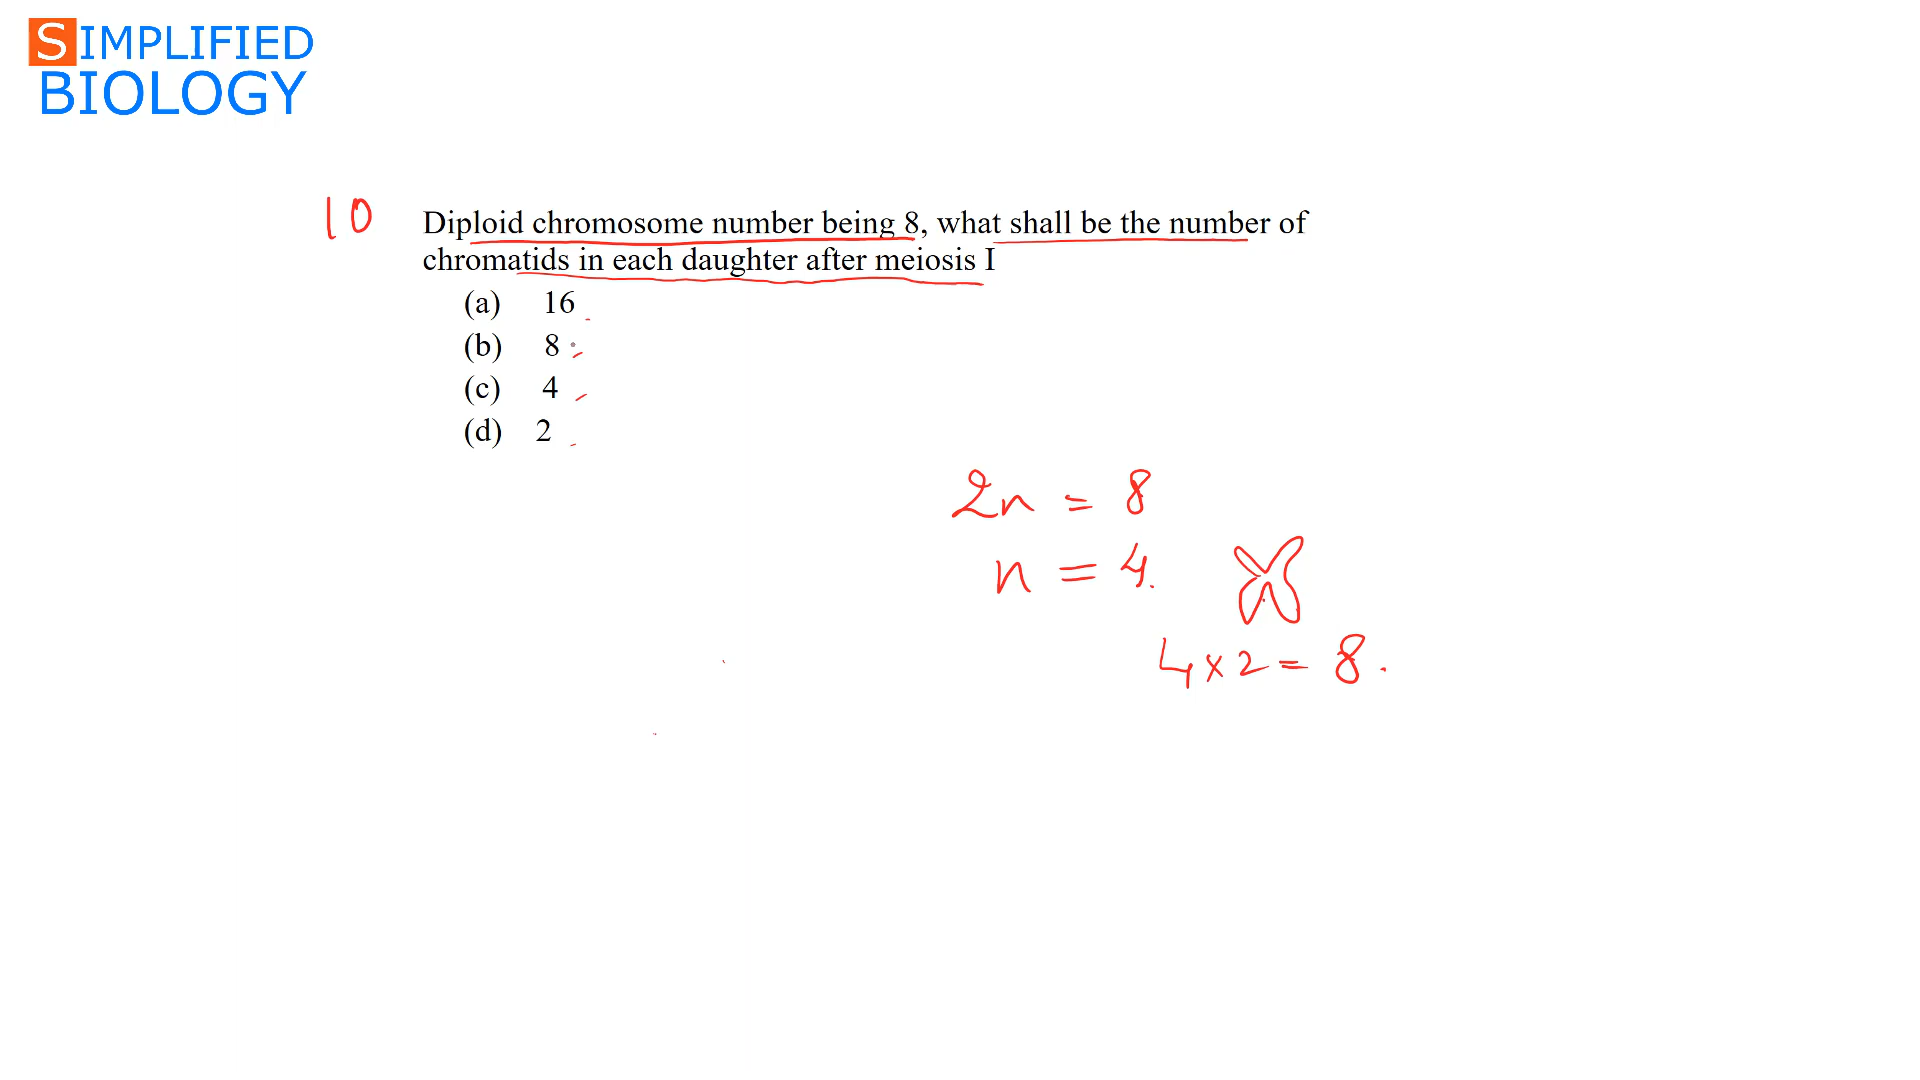 SIMPLIFIED
BIOLOGY
10 Diploid chromosome number being 8, what shall be the number of
chromatids in each daughter after meiosis I
(a) 16
(b) 8
(c) 4
(d) 2
2n = 8
n = 4.
4 x 2 = 8.